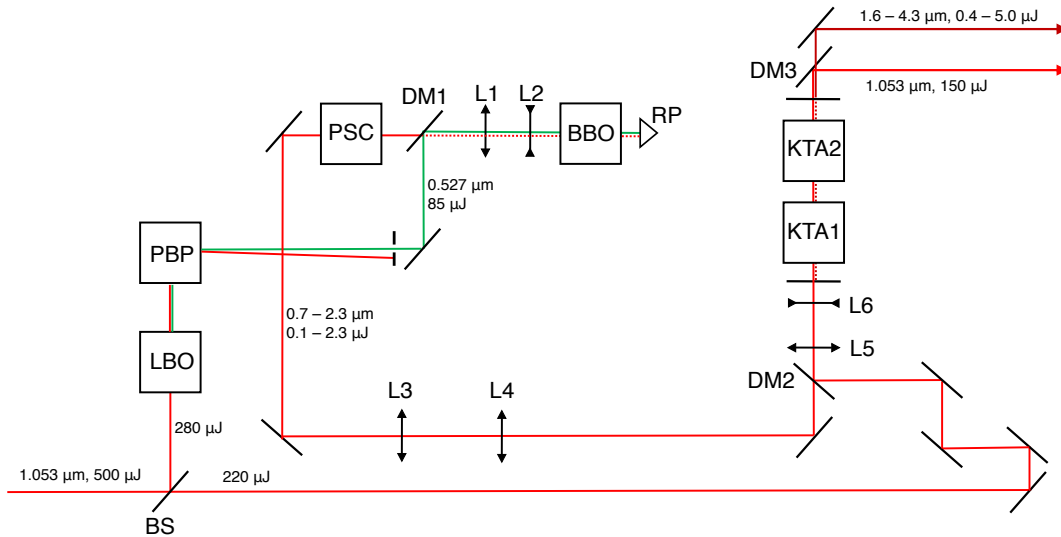 1.6 – 4.3 µm, 0.4 – 5.0 µJ
DM3
1.053 µm, 150 µJ
DM1
L1
L2
RP
PSC
BBO
KTA2
0.527 µm
85 µJ
KTA1
PBP
0.7 – 2.3 µm
0.1 – 2.3 µJ
L6
LBO
L5
DM2
L3
L4
280 µJ
1.053 µm, 500 µJ
220 µJ
BS